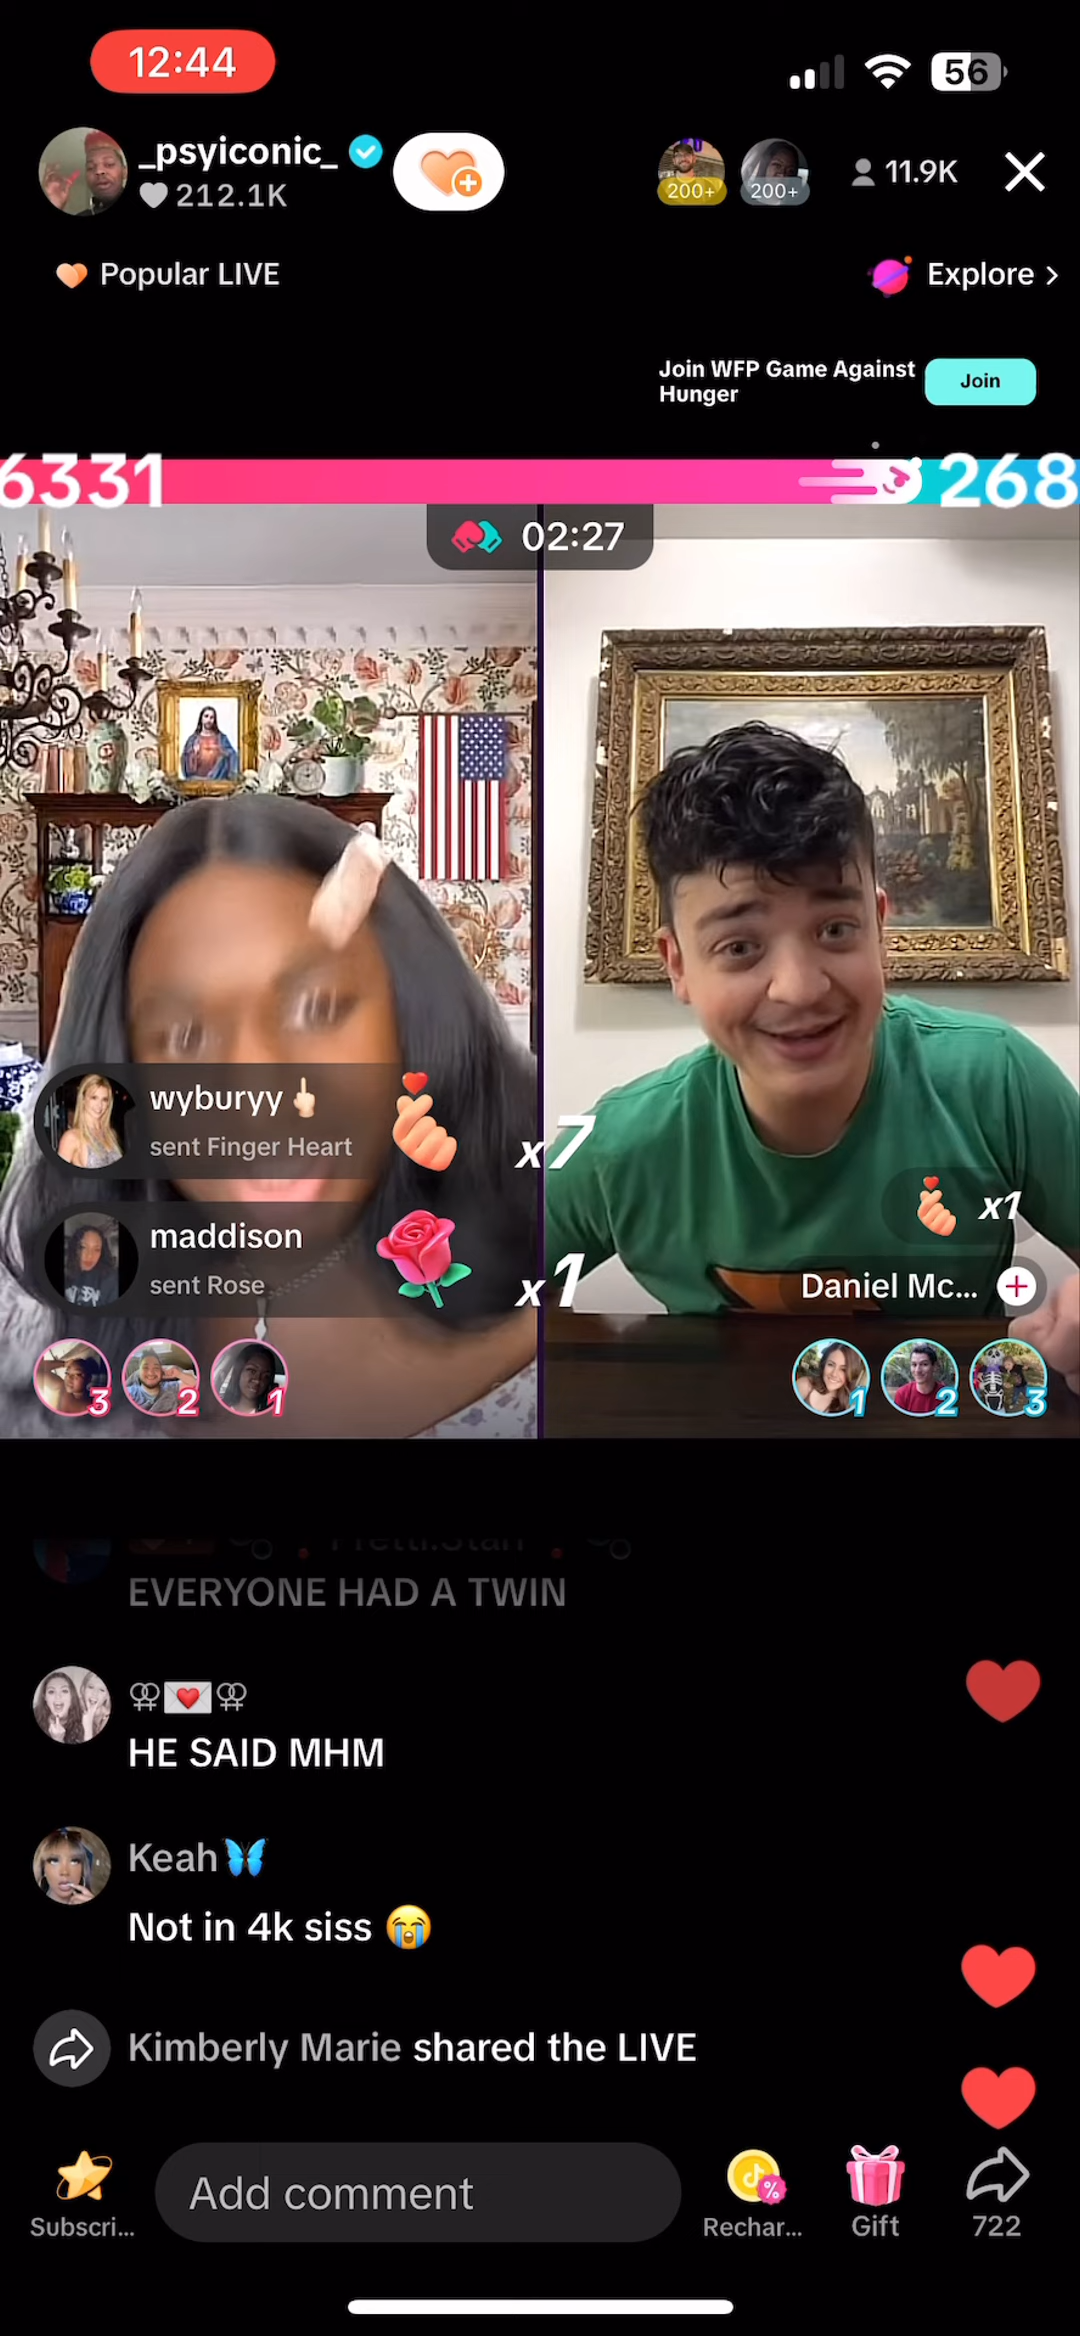 12:44
56
_psyiconic_
212.1K
200+
200+
11.9K
Popular LIVE
Explore >
Join WFP Game Against
Hunger
Join
6331
268
02:27
wyburyy🖕🏻
sent Finger Heart
x7
maddison
sent Rose
x1
x1
Daniel Mc...
3
2
1
1
2
3
EVERYONE HAD A TWIN
♀♀💌♀♀
HE SAID MHM
Keah🦋
Not in 4k siss 😭
Kimberly Marie shared the LIVE
Add comment
Subscri...
Rechar...
Gift
722